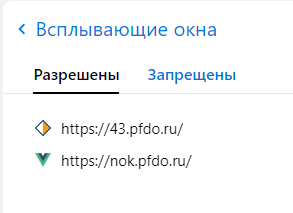 Всплывающие окна
Разрешены Запрещены
https://43.pfdo.ru/
https://nok.pfdo.ru/